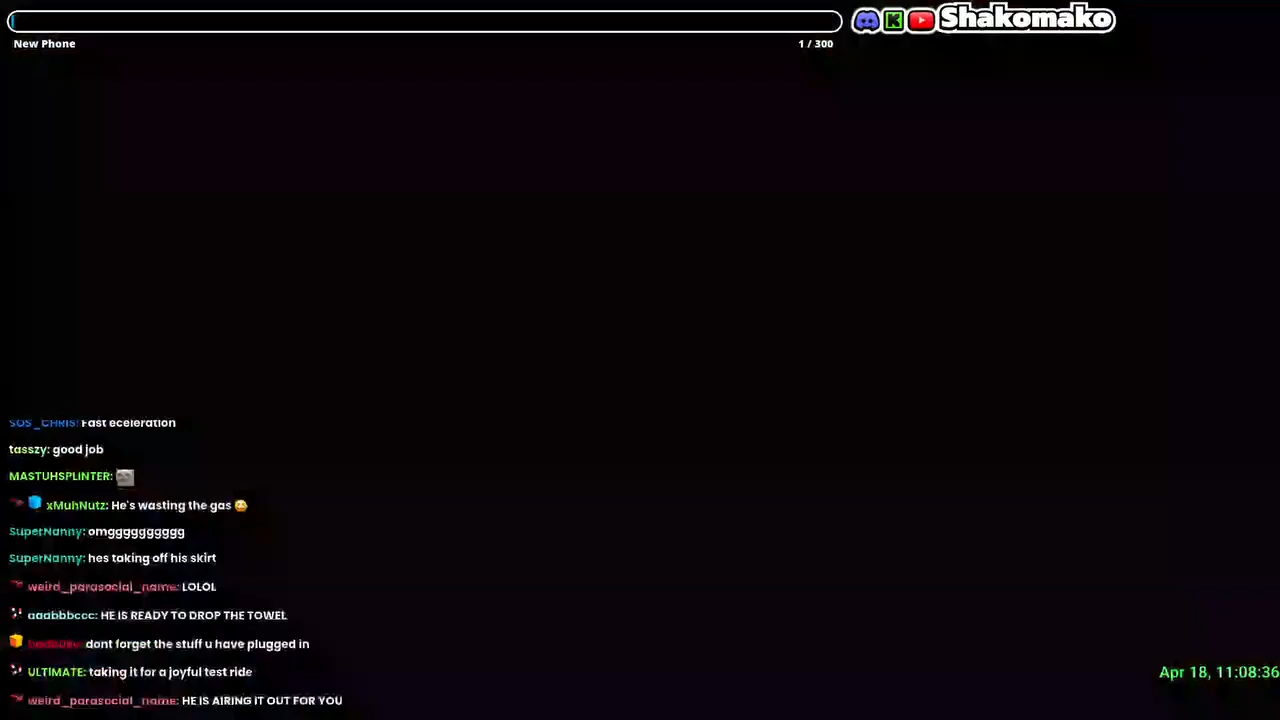 Shakomako
New Phone 1 / 300
SOS_CHRIS: Fast eceleration
tasszy: good job
MASTUHSPLINTER:
xMuhNutz: He's wasting the gas
SuperNanny: omgggggggggg
SuperNanny: hes taking off his skirt
weird_parasocial_name: LOLOL
aaabbbccc: HE IS READY TO DROP THE TOWEL
dont forget the stuff u have plugged in
ULTIMATE: taking it for a joyful test ride
Apr 18, 11:08:36
weird_parasocial_name: HE IS AIRING IT OUT FOR YOU